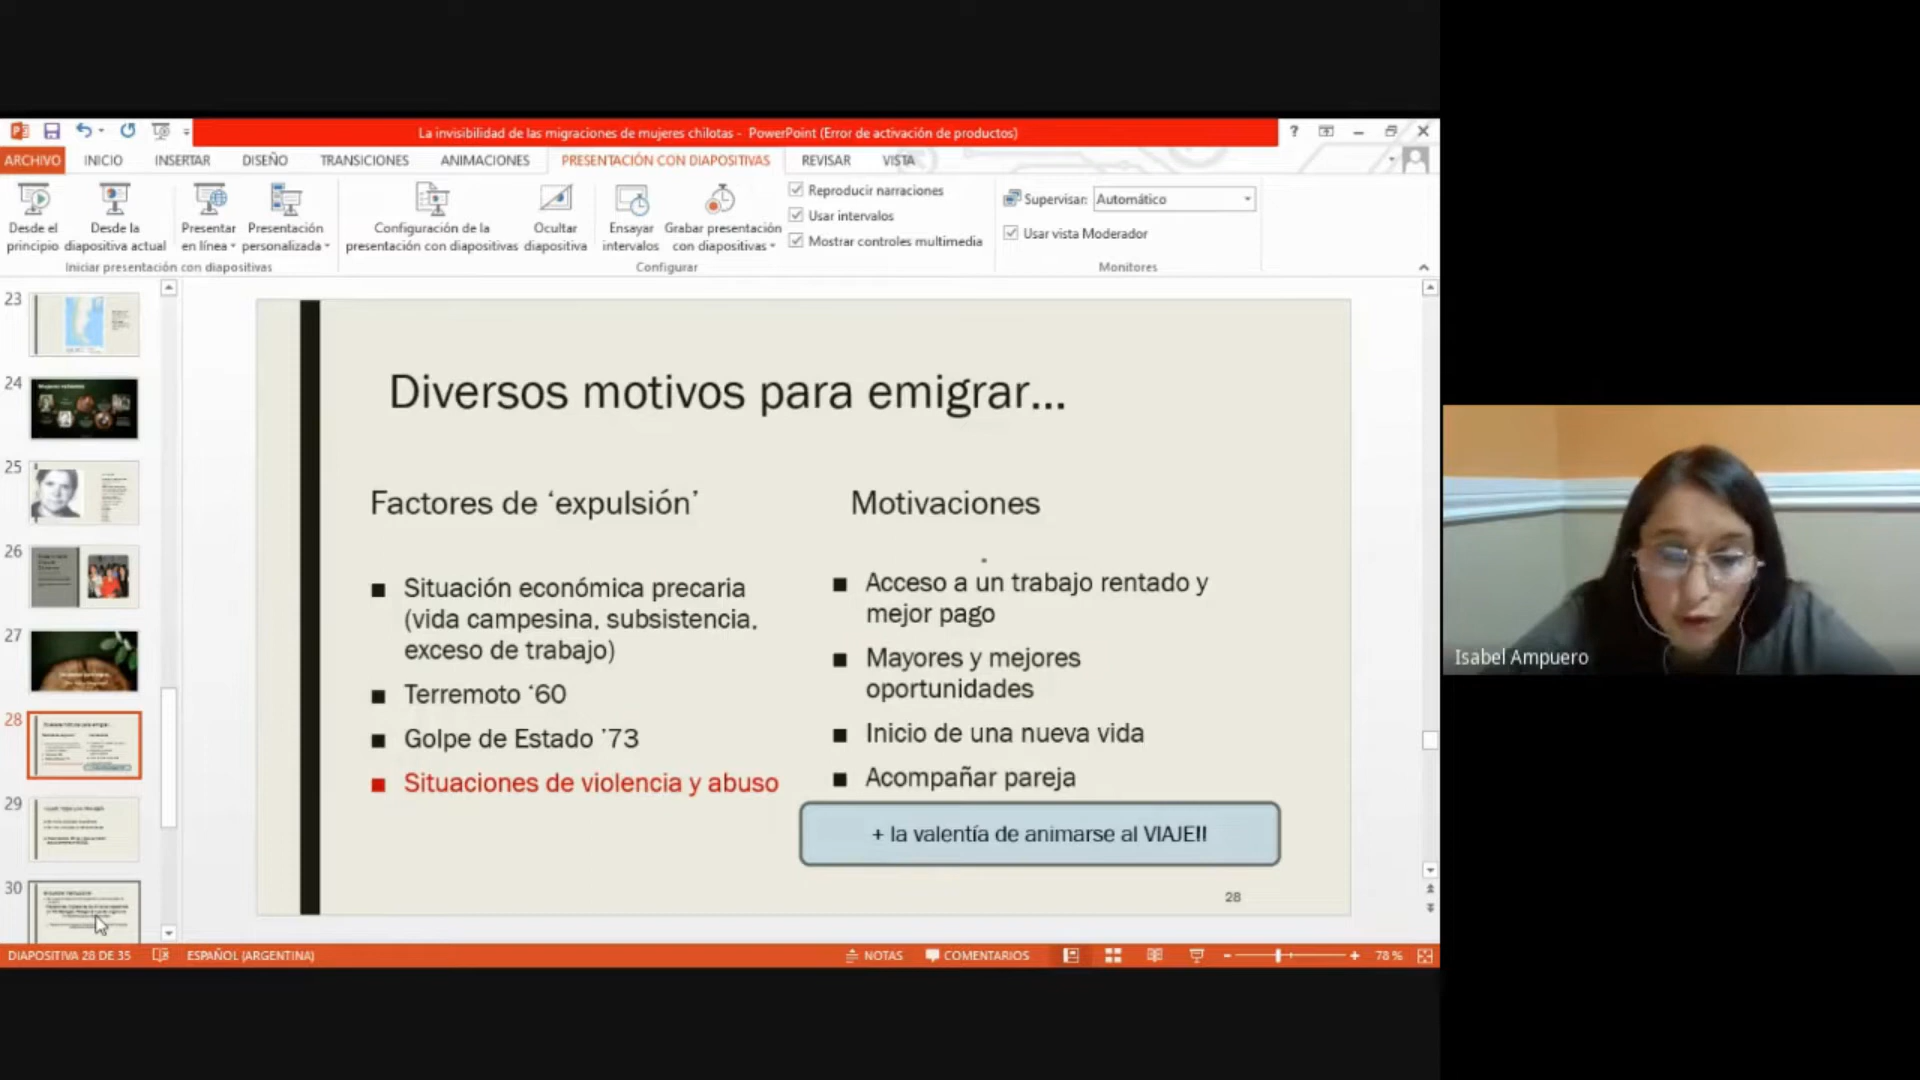 La invisibilidad de las migraciones de mujeres chilotas - PowerPoint (Error de activación de productos)
?
ARCHIVO INICIO INSERTAR DISEÑO TRANSICIONES ANIMACIONES PRESENTACIÓN CON DIAPOSITIVAS REVISAR VISTA
Desde el
principio
Desde la
diapositiva actual
Presentar
en línea
Presentación
personalizada
Iniciar presentación con diapositivas
Configuración de la
presentación con diapositivas
Ocultar
diapositiva
Ensayar
intervalos
Grabar presentación
con diapositivas
Reproducir narraciones
Usar intervalos
Mostrar controles multimedia
Configurar
Supervisar: Automático
Usar vista Moderador
Monitores
23
24
25
26
27
28
29
30
Diversos motivos para emigrar...
Factores de ‘expulsión’
■ Situación económica precaria
(vida campesina, subsistencia,
exceso de trabajo)
■ Terremoto ‘60
■ Golpe de Estado ’73
■ Situaciones de violencia y abuso
Motivaciones
■ Acceso a un trabajo rentado y
mejor pago
■ Mayores y mejores
oportunidades
■ Inicio de una nueva vida
■ Acompañar pareja
+ la valentía de animarse al VIAJE!!
28
Isabel Ampuero
DIAPOSITIVA 28 DE 35 ESPAÑOL (ARGENTINA) NOTAS COMENTARIOS 78 %